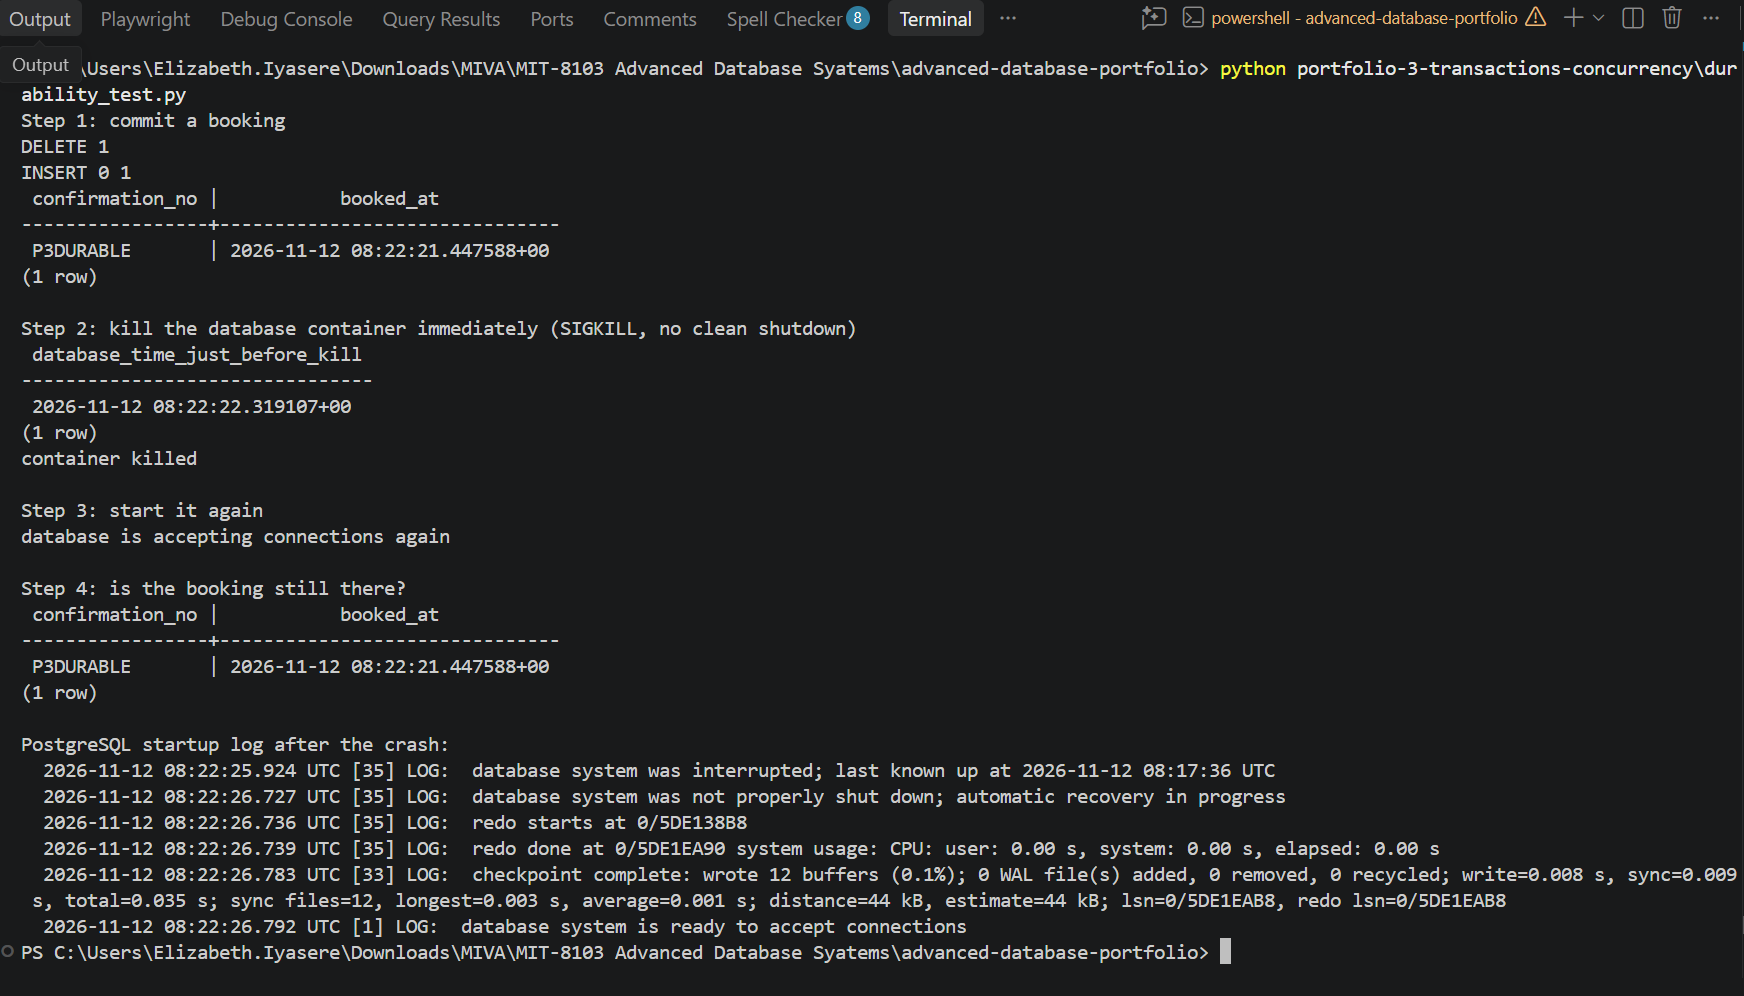 Output Playwright Debug Console Query Results Ports Comments Spell Checker 8 Terminal ... powershell - advanced-database-portfolio
Output
\Users\Elizabeth.Iyasere\Downloads\MIVA\MIT-8103 Advanced Database Syatems\advanced-database-portfolio> python portfolio-3-transactions-concurrency\dur
ability_test.py
Step 1: commit a booking
DELETE 1
INSERT 0 1
 confirmation_no |           booked_at
-----------------+-------------------------------
 P3DURABLE       | 2026-11-12 08:22:21.447588+00
(1 row)
Step 2: kill the database container immediately (SIGKILL, no clean shutdown)
 database_time_just_before_kill
--------------------------------
 2026-11-12 08:22:22.319107+00
(1 row)
container killed
Step 3: start it again
database is accepting connections again
Step 4: is the booking still there?
 confirmation_no |           booked_at
-----------------+-------------------------------
 P3DURABLE       | 2026-11-12 08:22:21.447588+00
(1 row)
PostgreSQL startup log after the crash:
  2026-11-12 08:22:25.924 UTC [35] LOG:  database system was interrupted; last known up at 2026-11-12 08:17:36 UTC
  2026-11-12 08:22:26.727 UTC [35] LOG:  database system was not properly shut down; automatic recovery in progress
  2026-11-12 08:22:26.736 UTC [35] LOG:  redo starts at 0/5DE138B8
  2026-11-12 08:22:26.739 UTC [35] LOG:  redo done at 0/5DE1EA90 system usage: CPU: user: 0.00 s, system: 0.00 s, elapsed: 0.00 s
  2026-11-12 08:22:26.783 UTC [33] LOG:  checkpoint complete: wrote 12 buffers (0.1%); 0 WAL file(s) added, 0 removed, 0 recycled; write=0.008 s, sync=0.009
 s, total=0.035 s; sync files=12, longest=0.003 s, average=0.001 s; distance=44 kB, estimate=44 kB; lsn=0/5DE1EAB8, redo lsn=0/5DE1EAB8
  2026-11-12 08:22:26.792 UTC [1] LOG:  database system is ready to accept connections
PS C:\Users\Elizabeth.Iyasere\Downloads\MIVA\MIT-8103 Advanced Database Syatems\advanced-database-portfolio>